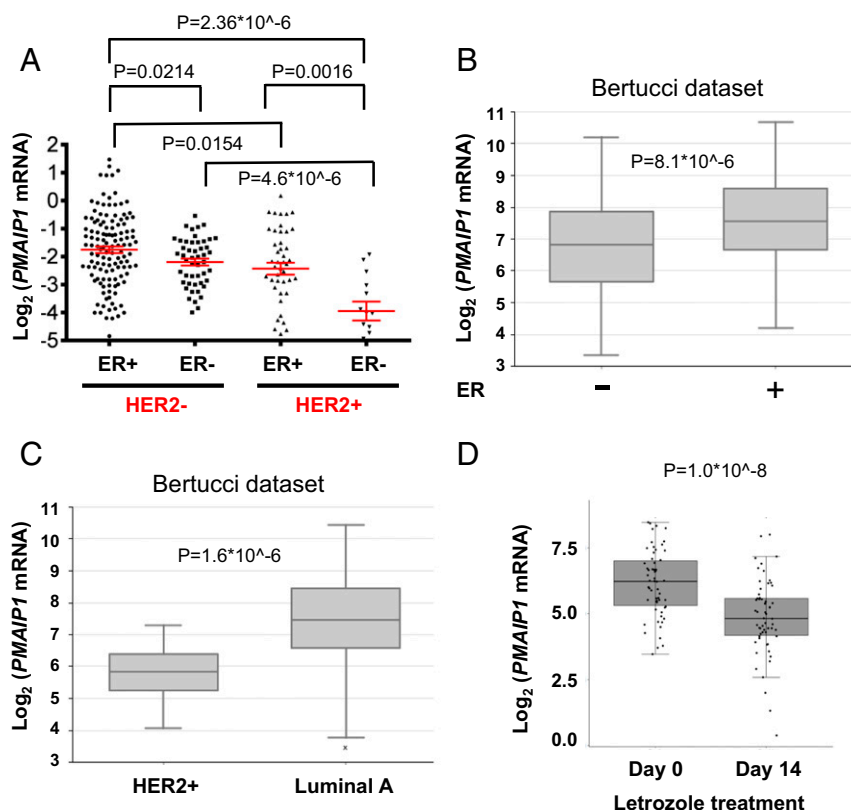 A
P=2.36*10^-6
P=0.0214
P=0.0016
P=0.0154
P=4.6*10^-6
Log2 (PMAIP1 mRNA)
2
1
0
-1
-2
-3
-4
-5
ER+ ER- ER+ ER-
HER2- HER2+
B
Bertucci dataset
P=8.1*10^-6
Log2 (PMAIP1 mRNA)
11
10
9
8
7
6
5
4
3
ER - +
C
Bertucci dataset
P=1.6*10^-6
Log2 (PMAIP1 mRNA)
11
10
9
8
7
6
5
4
3
HER2+ Luminal A
D
P=1.0*10^-8
Log2 (PMAIP1 mRNA)
7.5
5.0
2.5
0.0
Day 0 Day 14
Letrozole treatment